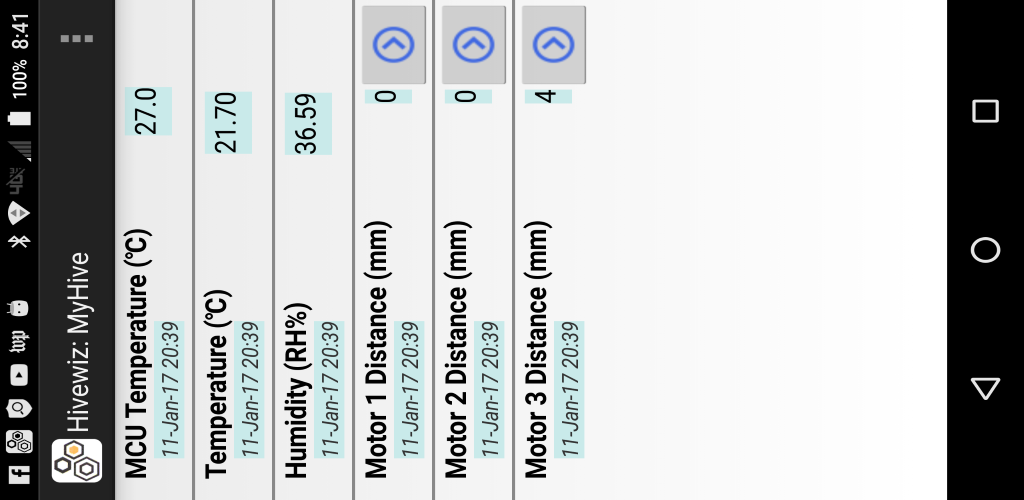 100% 8:41
Hivewiz: MyHive
MCU Temperature (°C)
27.0
11-Jan-17 20:39
Temperature (°C)
21.70
11-Jan-17 20:39
Humidity (RH%)
36.59
11-Jan-17 20:39
Motor 1 Distance (mm)
0
11-Jan-17 20:39
Motor 2 Distance (mm)
0
11-Jan-17 20:39
Motor 3 Distance (mm)
4
11-Jan-17 20:39